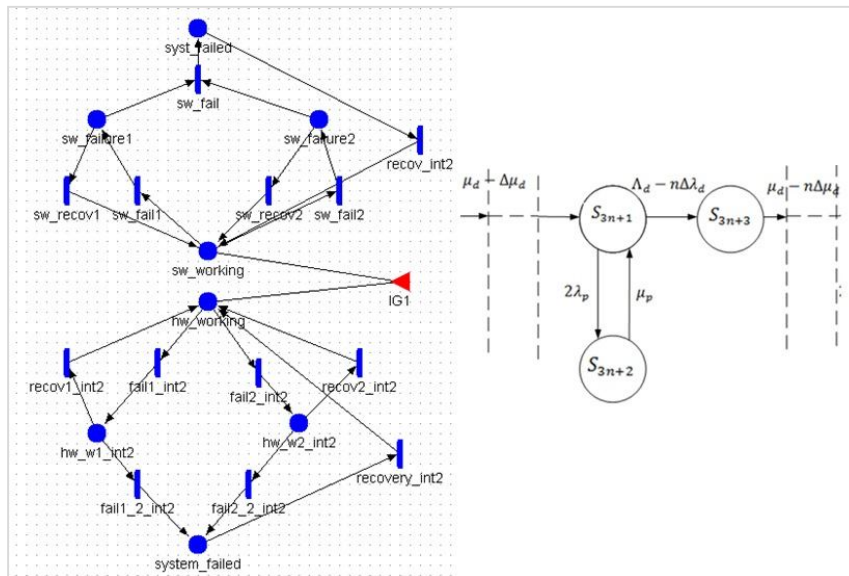 syst_failed
sw_fail
sw_failure1
sw_failure2
recov_int2
sw_recov1
sw_fail1
sw_recov2
sw_fail2
sw_working
IG1
hw_working
recov1_int2
fail1_int2
fail2_int2
recov2_int2
hw_w1_int2
hw_w2_int2
recovery_int2
fail1_2_int2
fail2_2_int2
system_failed
μ_d − Δμ_d
Λ_d − nΔλ_d
μ_d − nΔμ_d
S_{3n+1}
S_{3n+3}
2λ_p
μ_p
S_{3n+2}